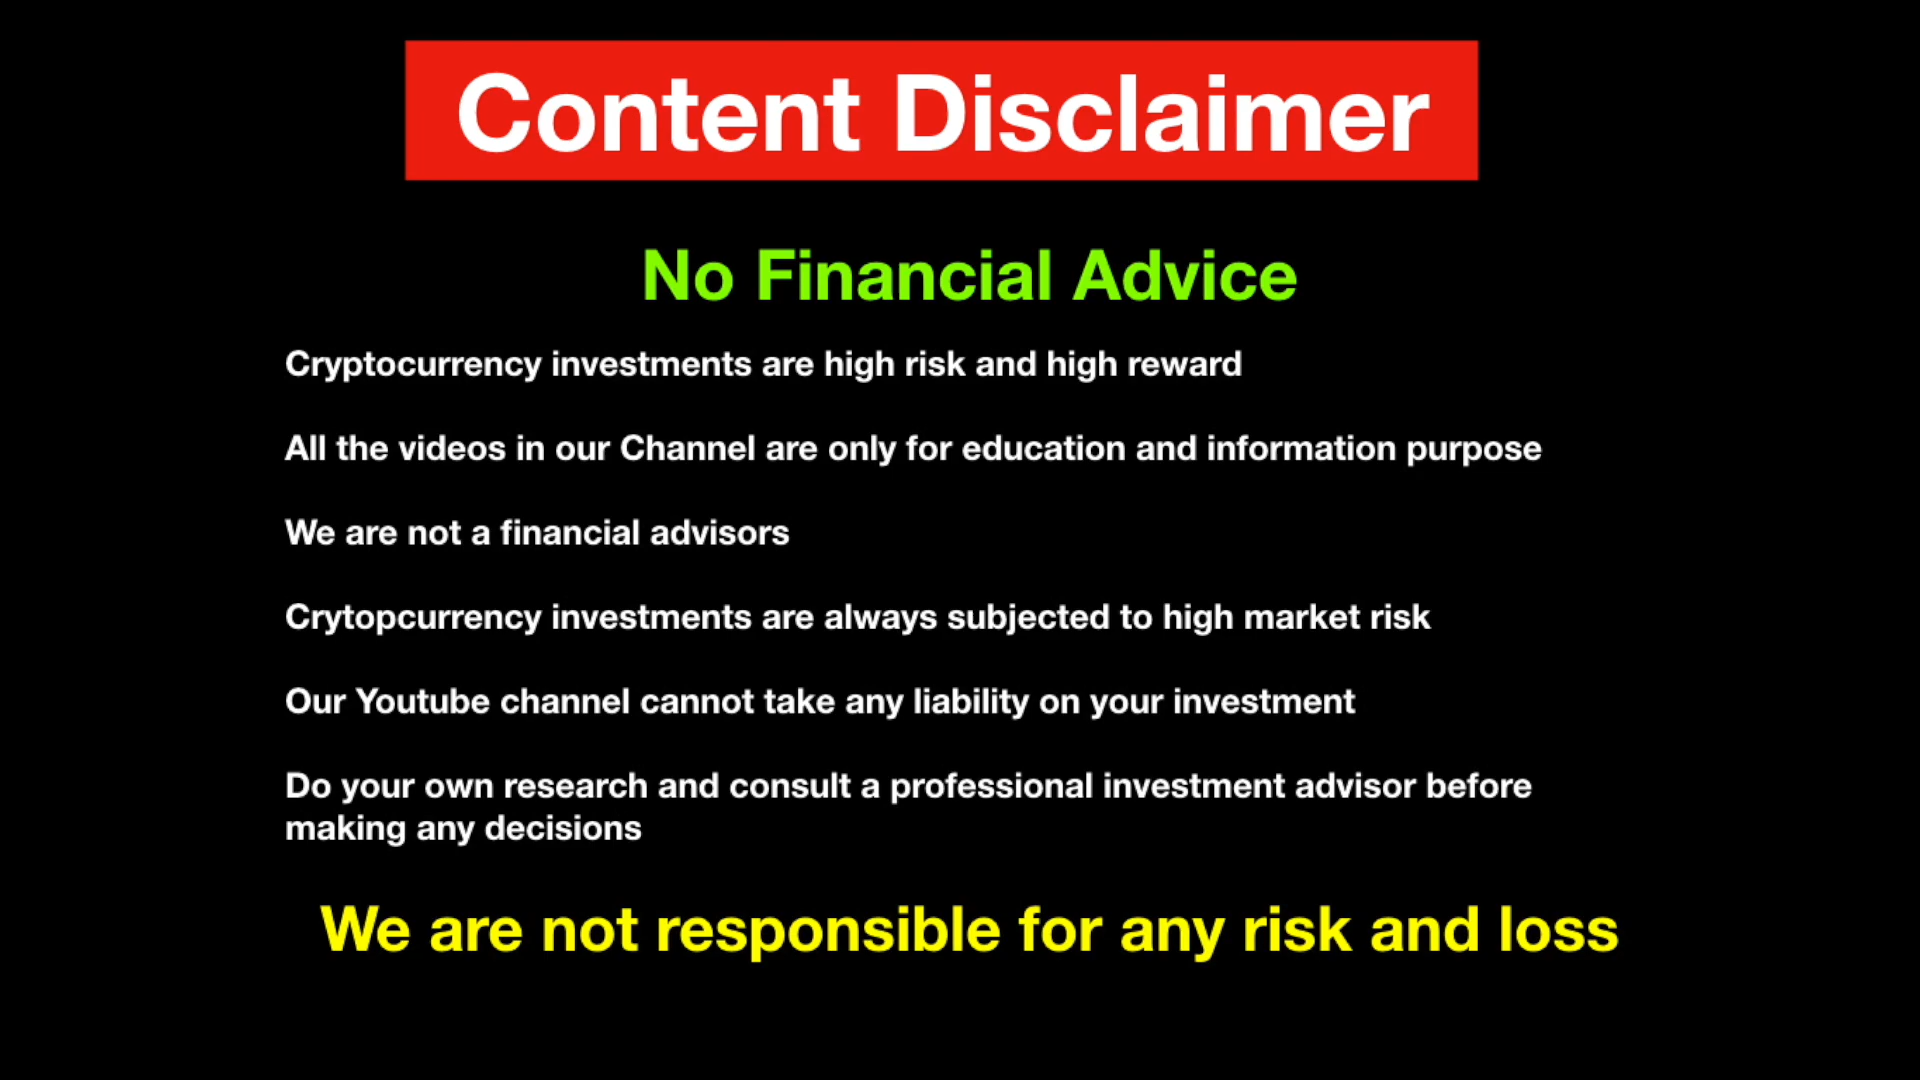 Content Disclaimer
No Financial Advice
Cryptocurrency investments are high risk and high reward
All the videos in our Channel are only for education and information purpose
We are not a financial advisors
Crytopcurrency investments are always subjected to high market risk
Our Youtube channel cannot take any liability on your investment
Do your own research and consult a professional investment advisor before
making any decisions
We are not responsible for any risk and loss